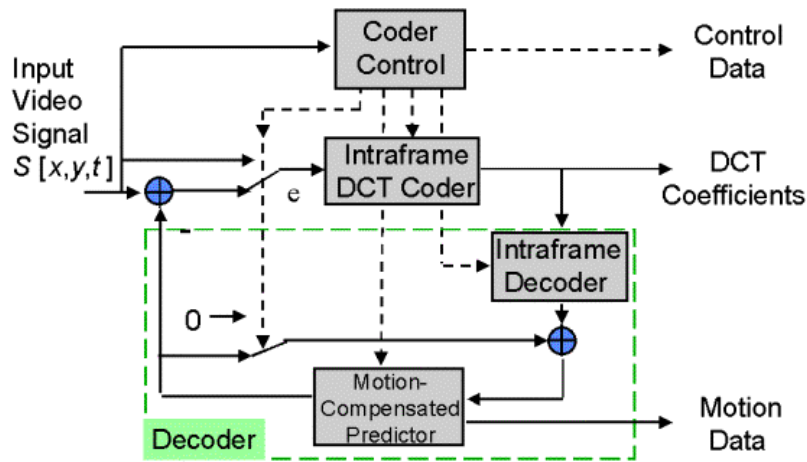 Coder
Control
Control
Data
Input
Video
Signal
S [x,y,t]
Intraframe
DCT Coder
e
DCT
Coefficients
-
Intraframe
Decoder
0
Motion-
Compensated
Predictor
Decoder
Motion
Data